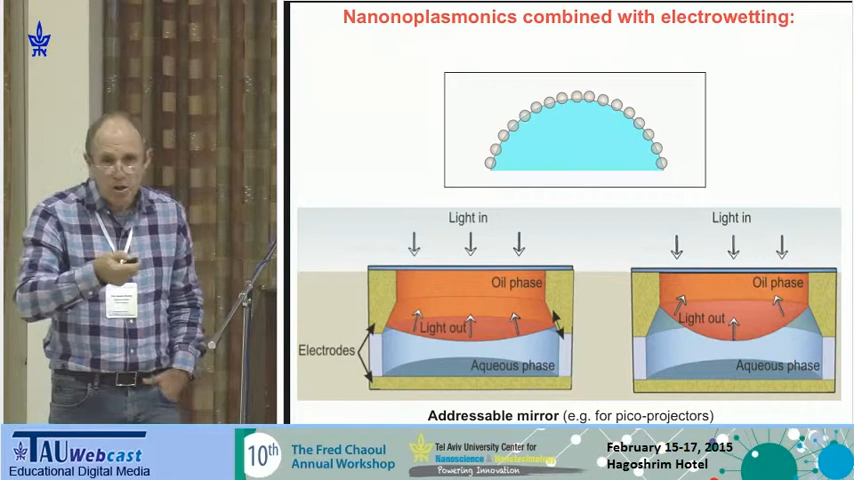 Nanonoplasmonics combined with electrowetting:
Light in
Light in
Oil phase
Oil phase
Light out
Light out
Electrodes
Aqueous phase
Aqueous phase
Addressable mirror (e.g. for pico-projectors)
TAU Webcast
Educational Digital Media
10th
The Fred Chaoul
Annual Workshop
Tel Aviv University Center for
Nanoscience & Nanotechnology
Powering Innovation
February 15-17, 2015
Hagoshrim Hotel